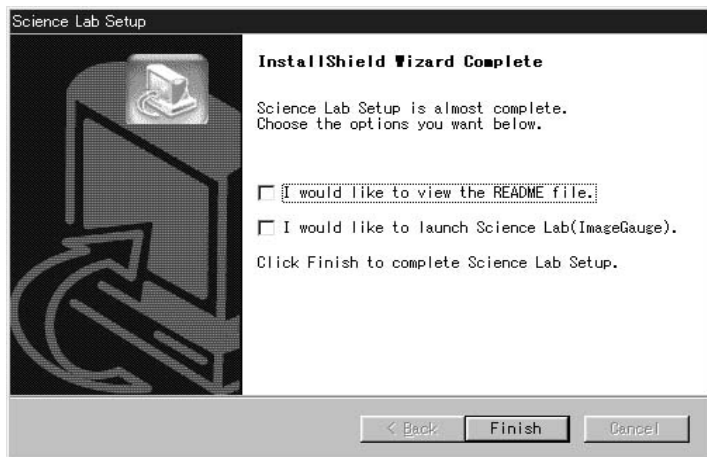 Science Lab Setup
InstallShield Wizard Complete
Science Lab Setup is almost complete.
Choose the options you want below.
I would like to view the README file.
I would like to launch Science Lab(ImageGauge).
Click Finish to complete Science Lab Setup.
< Back Finish Cancel